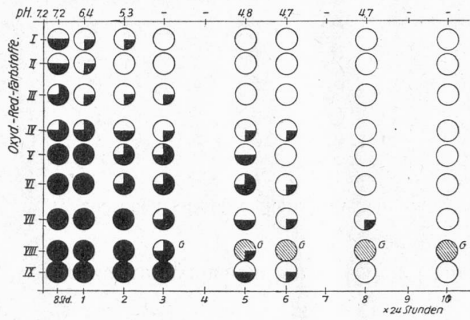 pH. 7,2 7,2 6,4 5,3 - - 4,8 4,7 - 4,7 - -
Oxyd.-Red.-Farbstoffe.
I
II
III
IV
V
VI
VII
VIII G G G G G
IX
8 Std. 1 2 3 4 5 6 7 8 9 10
x 24 Stunden